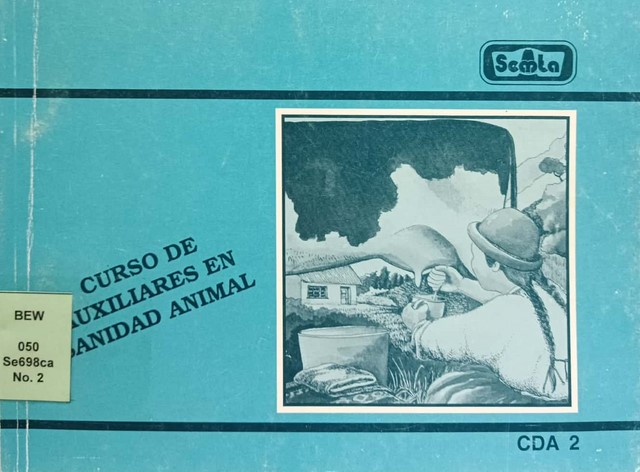 Semta
CURSO DE
AUXILIARES EN
SANIDAD ANIMAL
BEW
050
Se698ca
No. 2
CDA 2